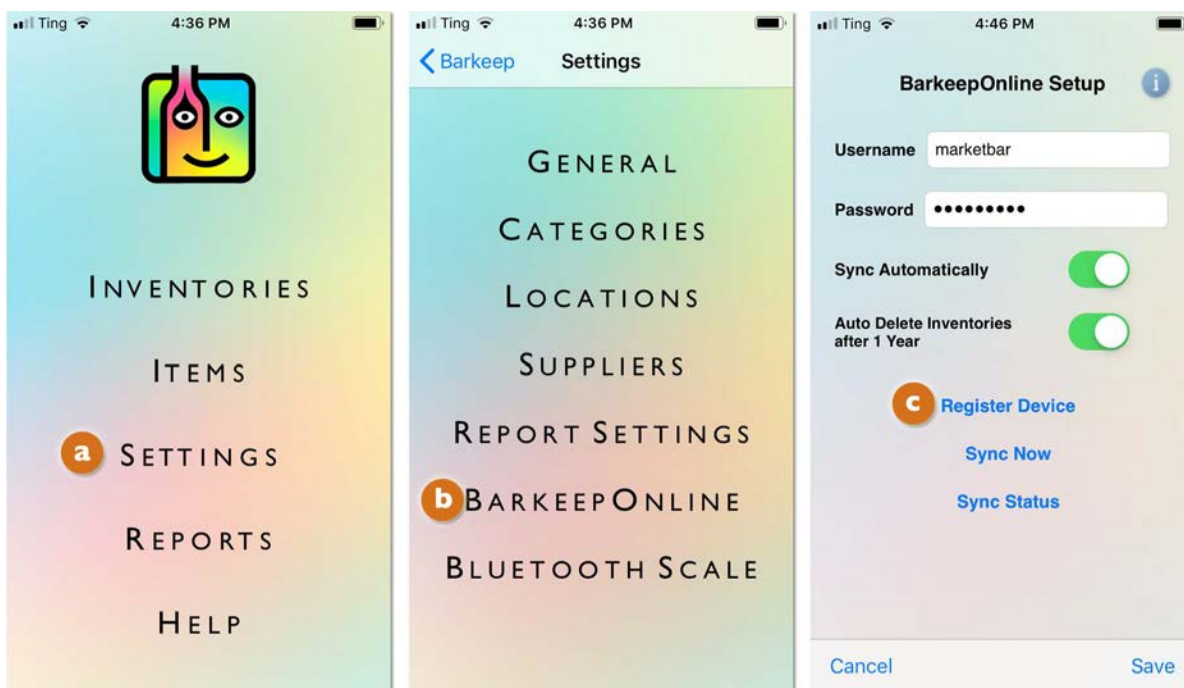 Ting 4:36 PM
INVENTORIES
ITEMS
a SETTINGS
REPORTS
HELP
Ting 4:36 PM
Barkeep Settings
GENERAL
CATEGORIES
LOCATIONS
SUPPLIERS
REPORT SETTINGS
b BARKEEPONLINE
BLUETOOTH SCALE
Ting 4:46 PM
BarkeepOnline Setup i
Username marketbar
Password •••••••••
Sync Automatically
Auto Delete Inventories
after 1 Year
c Register Device
Sync Now
Sync Status
Cancel Save